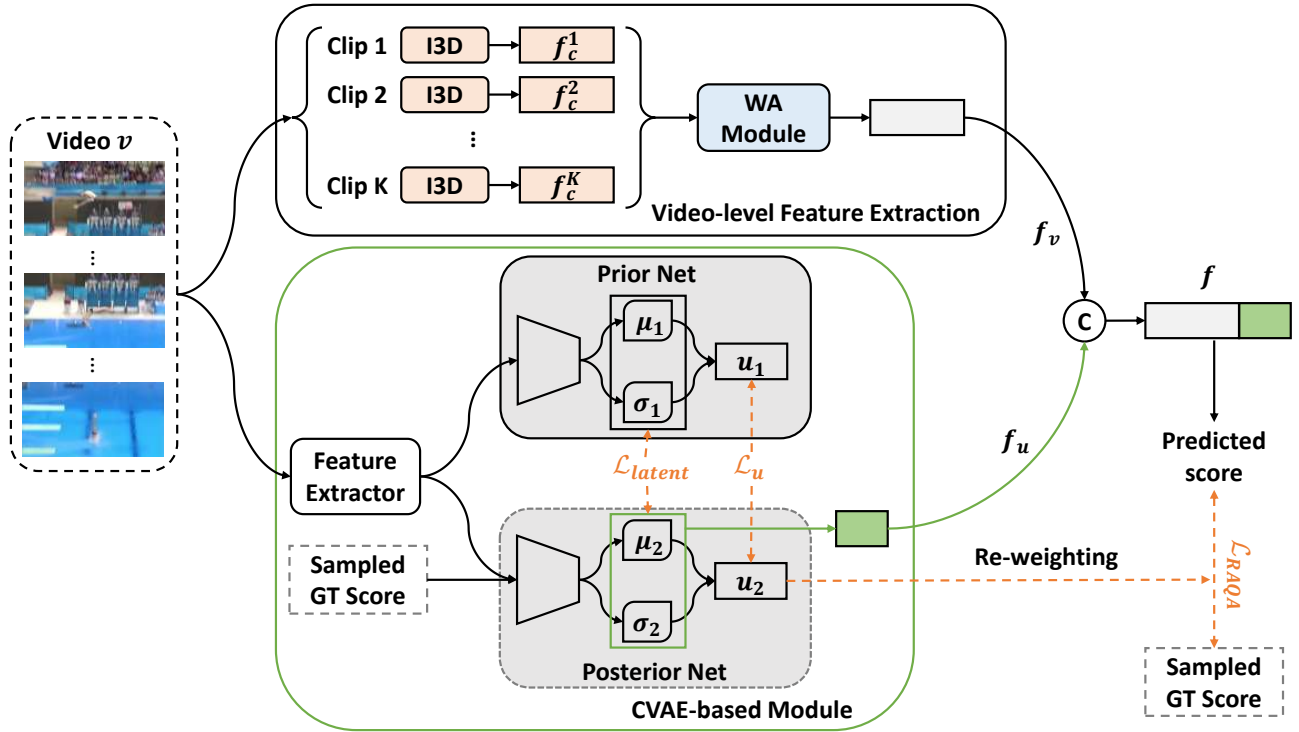 Video v
⋮
⋮
Clip 1 I3D f_c^1
Clip 2 I3D f_c^2
⋮
Clip K I3D f_c^K
WA
Module
Video-level Feature Extraction
f_v
C
f
Prior Net
μ_1
σ_1
u_1
Feature
Extractor
ℒ_latent
ℒ_u
f_u
Predicted
score
Sampled
GT Score
μ_2
σ_2
u_2
Posterior Net
CVAE-based Module
Re-weighting
ℒ_RAQA
Sampled
GT Score